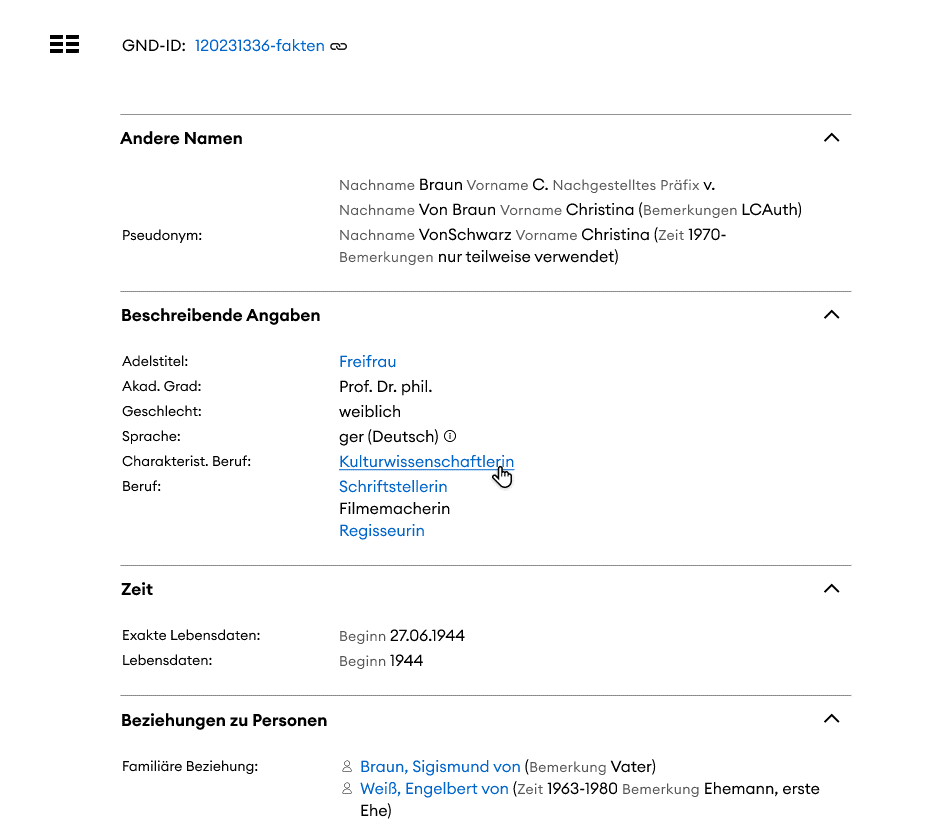 GND-ID: 120231336-fakten
Andere Namen
Nachname Braun Vorname C. Nachgestelltes Präfix v.
Nachname Von Braun Vorname Christina (Bemerkungen LCAuth)
Pseudonym: Nachname VonSchwarz Vorname Christina (Zeit 1970-
Bemerkungen nur teilweise verwendet)
Beschreibende Angaben
Adelstitel: Freifrau
Akad. Grad: Prof. Dr. phil.
Geschlecht: weiblich
Sprache: ger (Deutsch)
Charakterist. Beruf: Kulturwissenschaftlerin
Beruf: Schriftstellerin
Filmemacherin
Regisseurin
Zeit
Exakte Lebensdaten: Beginn 27.06.1944
Lebensdaten: Beginn 1944
Beziehungen zu Personen
Familiäre Beziehung: Braun, Sigismund von (Bemerkung Vater)
Weiß, Engelbert von (Zeit 1963-1980 Bemerkung Ehemann, erste
Ehe)